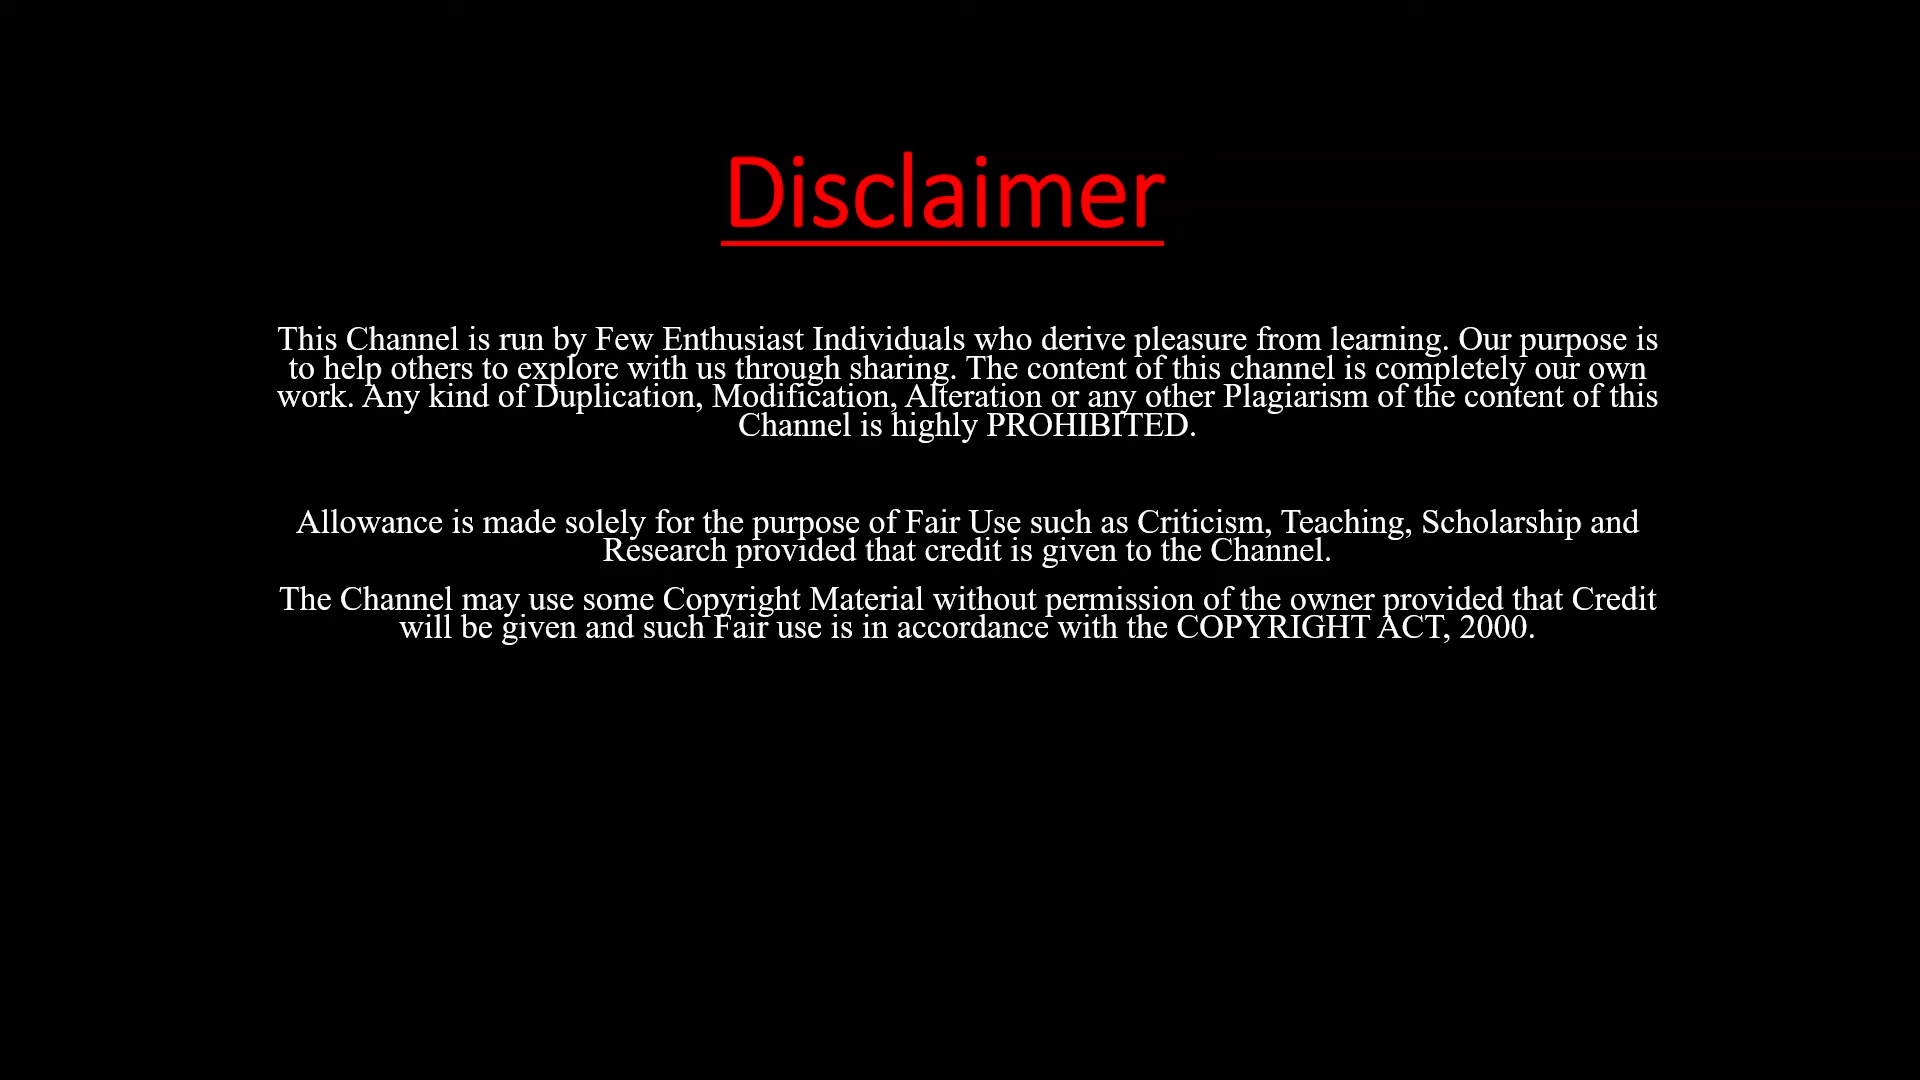 Disclaimer
This Channel is run by Few Enthusiast Individuals who derive pleasure from learning. Our purpose is
to help others to explore with us through sharing. The content of this channel is completely our own
work. Any kind of Duplication, Modification, Alteration or any other Plagiarism of the content of this
Channel is highly PROHIBITED.
Allowance is made solely for the purpose of Fair Use such as Criticism, Teaching, Scholarship and
Research provided that credit is given to the Channel.
The Channel may use some Copyright Material without permission of the owner provided that Credit
will be given and such Fair use is in accordance with the COPYRIGHT ACT, 2000.